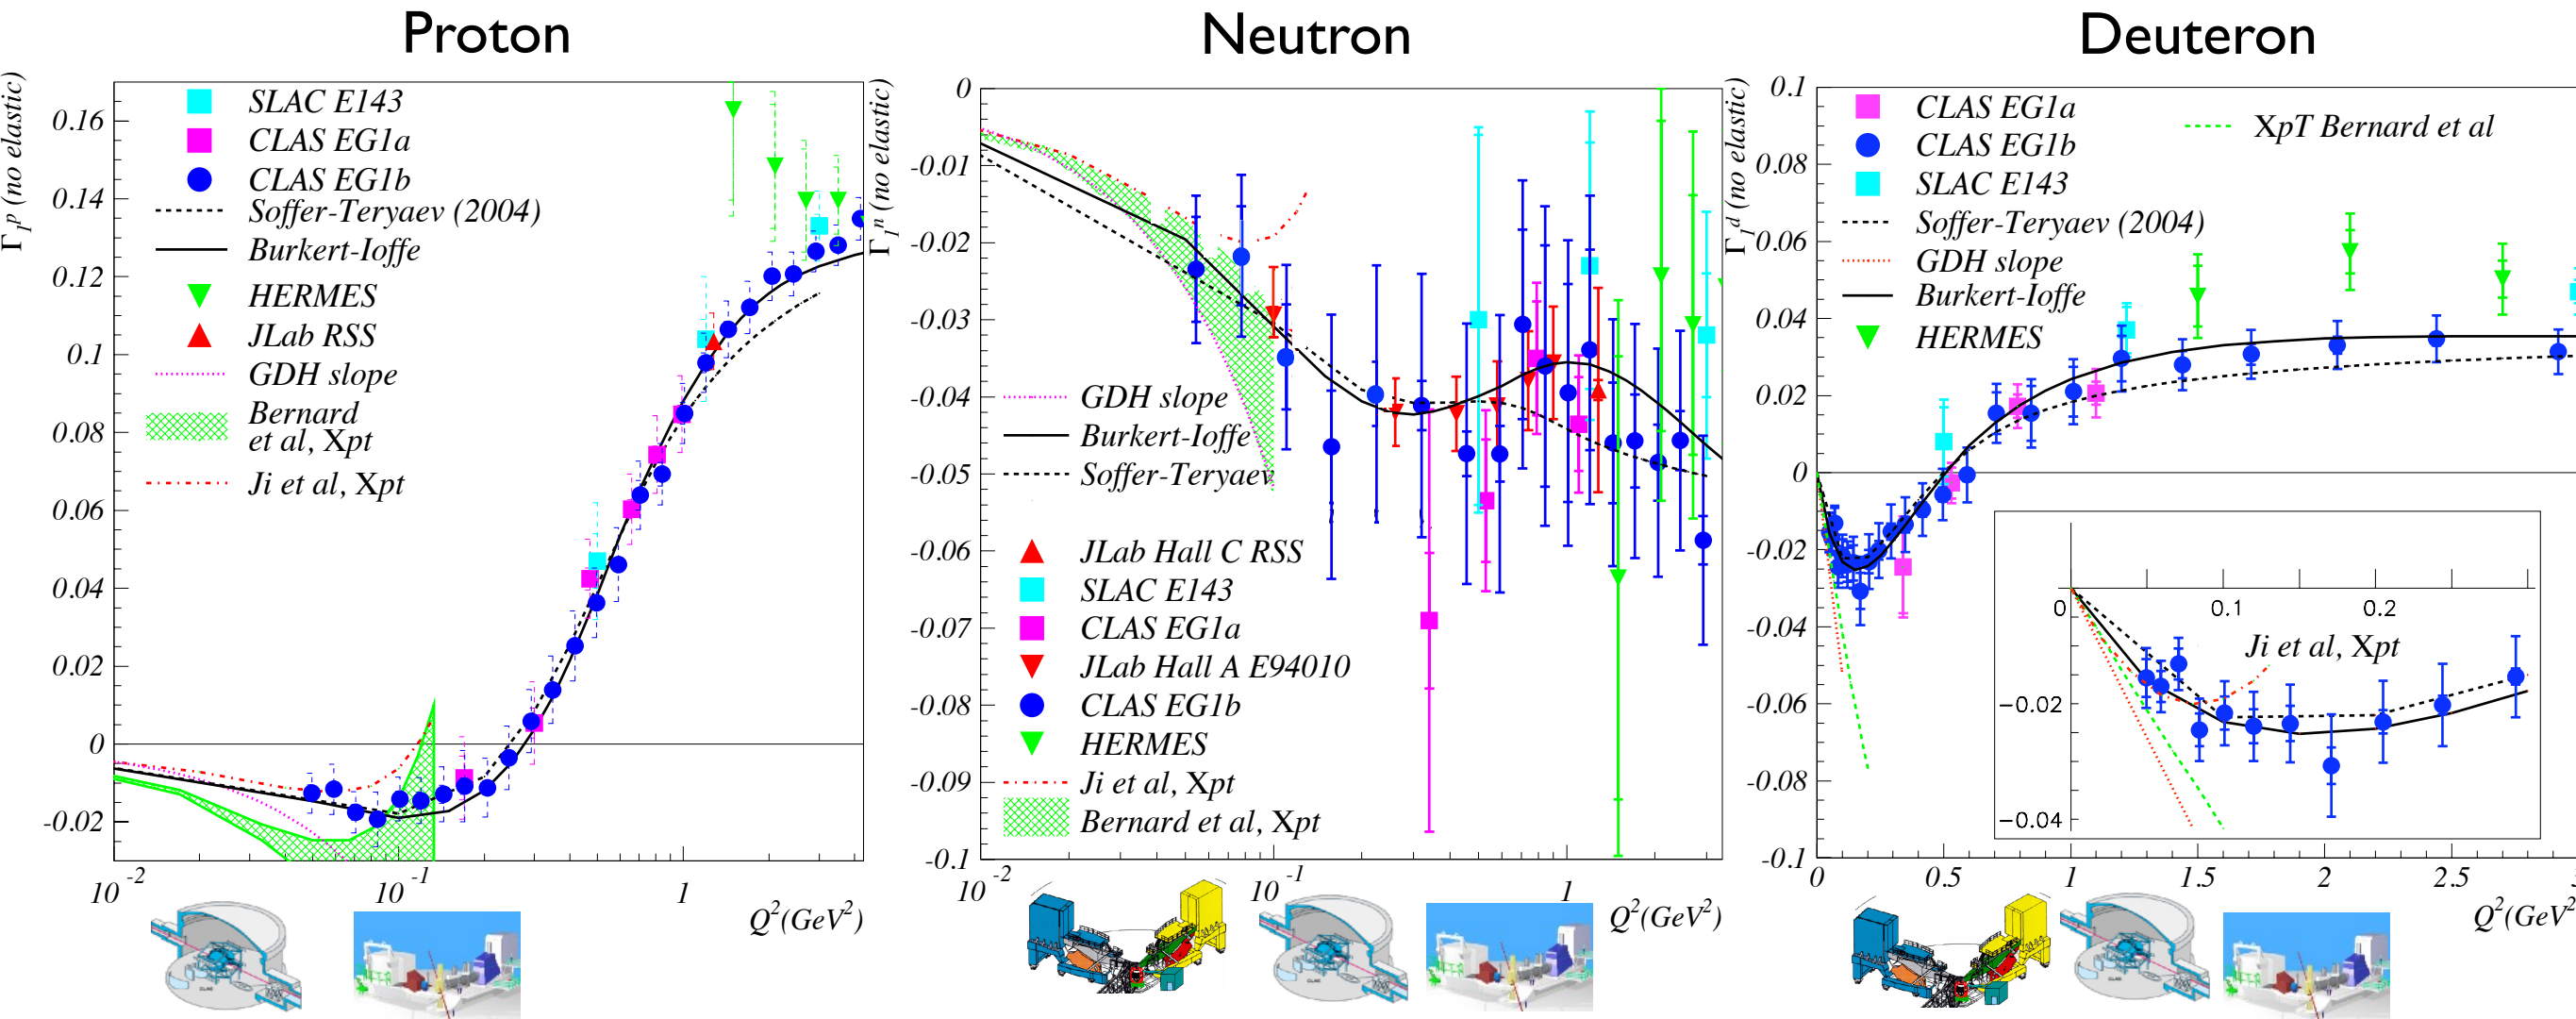 Proton
Γ₁ᵖ (no elastic)
0.16
0.14
0.12
0.1
0.08
0.06
0.04
0.02
0
-0.02
SLAC E143
CLAS EG1a
CLAS EG1b
Soffer-Teryaev (2004)
Burkert-Ioffe
HERMES
JLab RSS
GDH slope
Bernard
et al, Xpt
Ji et al, Xpt
10⁻²
10⁻¹
1
Q²(GeV²)
Neutron
Γ₁ⁿ (no elastic)
0
-0.01
-0.02
-0.03
-0.04
-0.05
-0.06
-0.07
-0.08
-0.09
-0.1
GDH slope
Burkert-Ioffe
Soffer-Teryaev
JLab Hall C RSS
SLAC E143
CLAS EG1a
JLab Hall A E94010
CLAS EG1b
HERMES
Ji et al, Xpt
Bernard et al, Xpt
10⁻²
10⁻¹
1
Q²(GeV²)
Deuteron
Γ₁ᵈ (no elastic)
0.1
0.08
0.06
0.04
0.02
0
-0.02
-0.04
-0.06
-0.08
-0.1
CLAS EG1a
CLAS EG1b
SLAC E143
Soffer-Teryaev (2004)
GDH slope
Burkert-Ioffe
HERMES
XpT Bernard et al
0
0.1
0.2
Ji et al, Xpt
−0.02
−0.04
0
0.5
1
1.5
2
2.5
Q²(GeV²